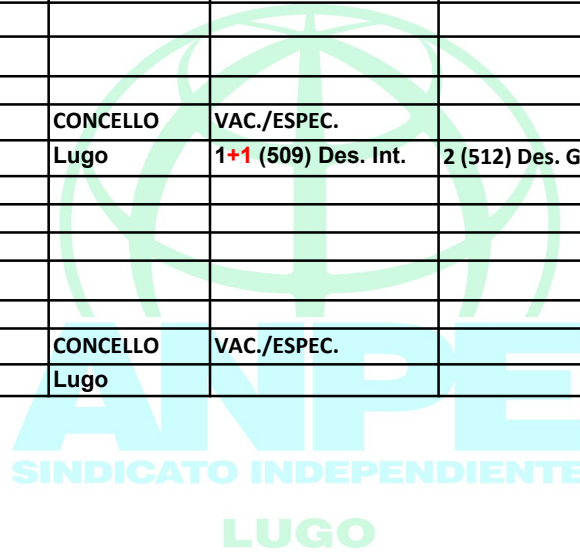 CONCELLO VAC./ESPEC.
Lugo 1+1 (509) Des. Int. 2 (512) Des. G
CONCELLO VAC./ESPEC.
Lugo
ANPE
SINDICATO INDEPENDIENTE
LUGO